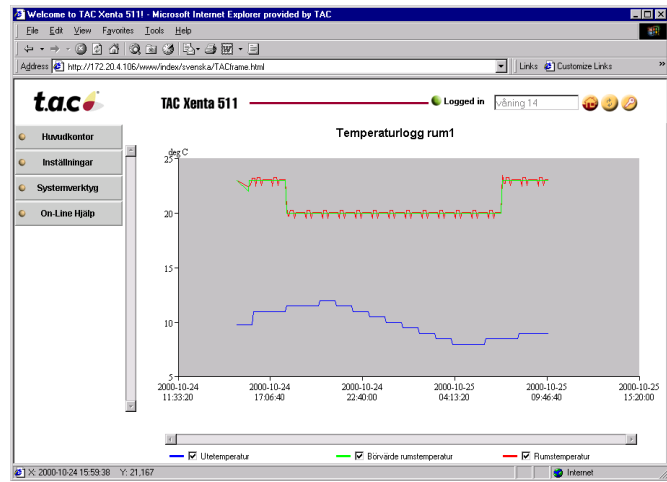 Welcome to TAC Xenta 511! - Microsoft Internet Explorer provided by TAC
File Edit View Favorites Tools Help
Address http://172.20.4.106/www/index/svenska/TACframe.html Links Customize Links »
t.a.c TAC Xenta 511 Logged in våning 14
Huvudkontor
Inställningar
Systemverktyg
On-Line Hjälp
Temperaturlogg rum1
deg C
25
20
15
10
5
2000-10-24 2000-10-24 2000-10-24 2000-10-25 2000-10-25 2000-10-25
11:33:20 17:06:40 22:40:00 04:13:20 09:46:40 15:20:00
Utetemperatur Börvärde rumstemperatur Rumstemperatur
X: 2000-10-24 15:59:38 Y: 21,167 Internet